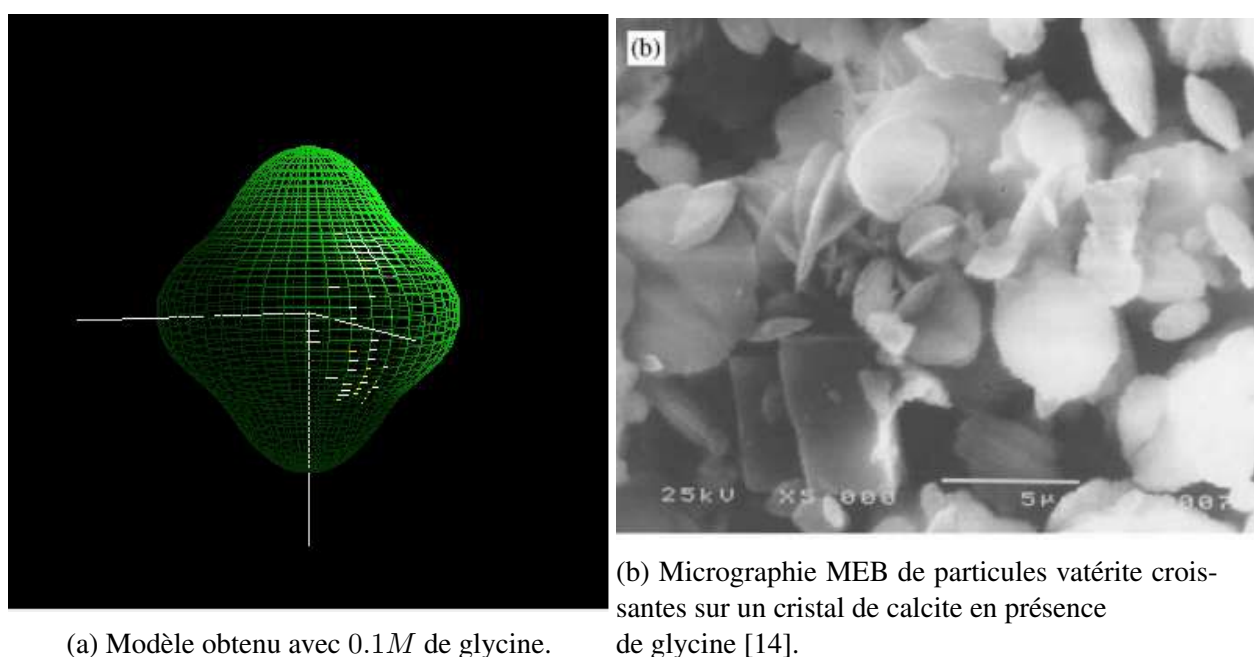 (b)
25kV X5,000 5µ 007
(b) Micrographie MEB de particules vatérite crois-
santes sur un cristal de calcite en présence
de glycine [14].
(a) Modèle obtenu avec 0.1M de glycine.